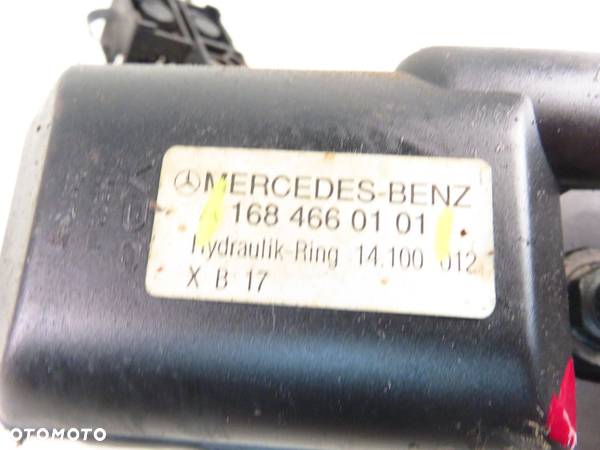 MERCEDES-BENZ
168 466 01 01
Hydraulik-Ring 14.100 012
X B 17
OTOMOTO